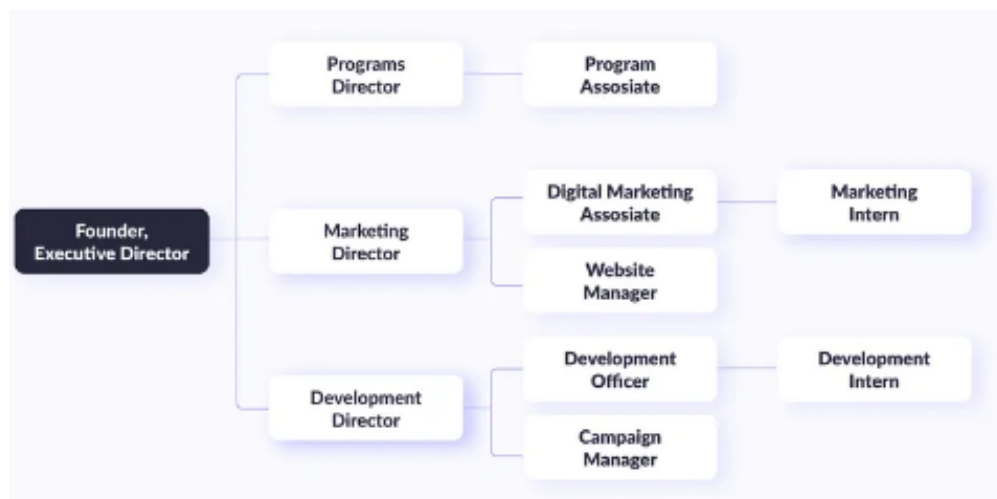 Programs
Director
Program
Assosiate
Digital Marketing
Assosiate
Marketing
Intern
Founder,
Executive Director
Marketing
Director
Website
Manager
Development
Officer
Development
Intern
Development
Director
Campaign
Manager